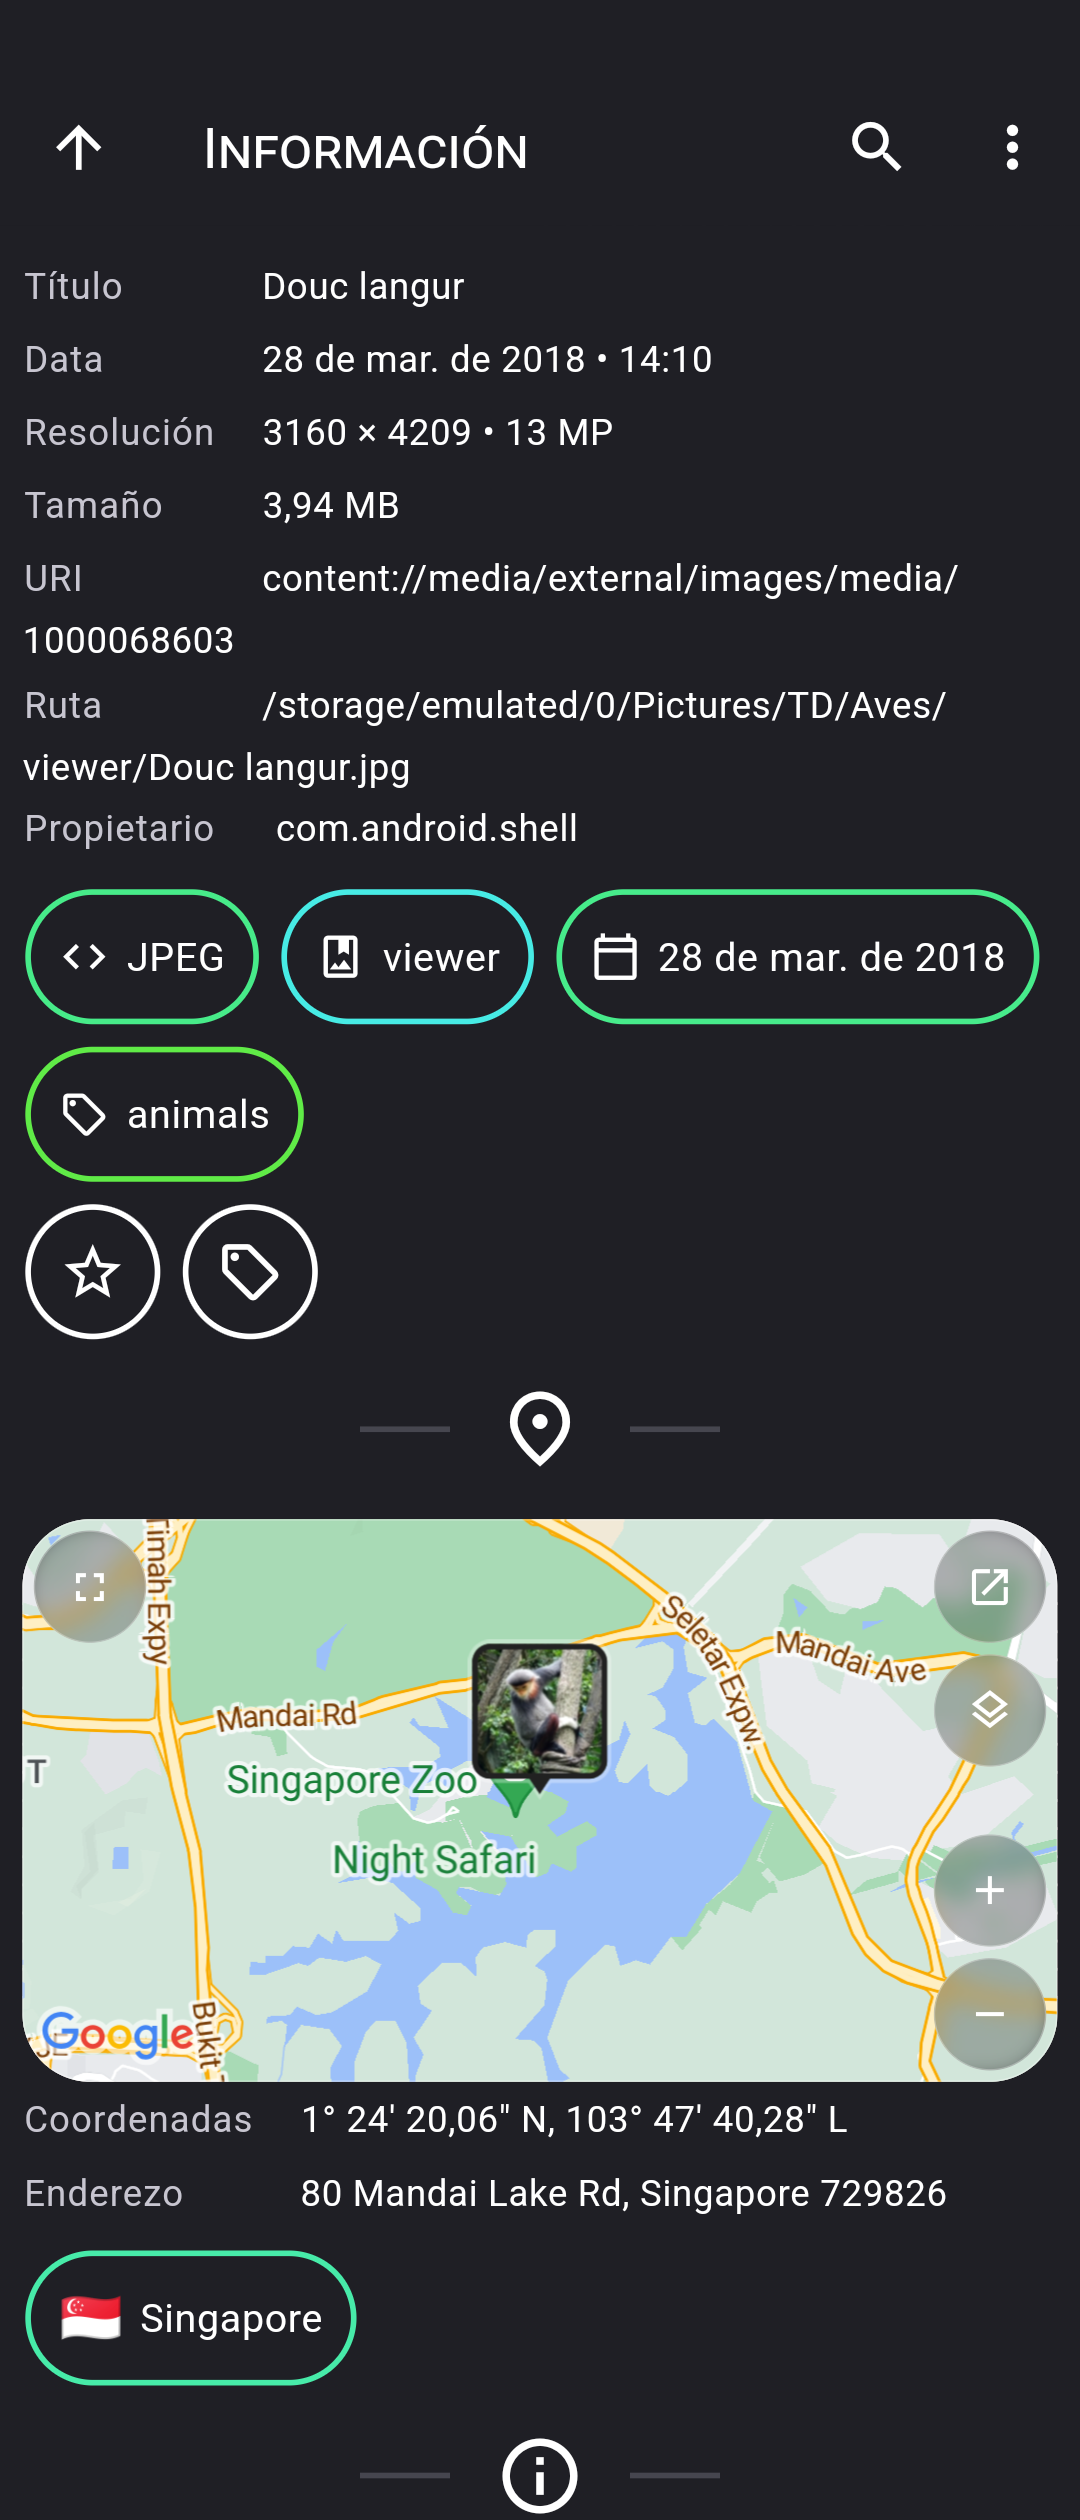 INFORMACIÓN
Título Douc langur
Data 28 de mar. de 2018 • 14:10
Resolución 3160 × 4209 • 13 MP
Tamaño 3,94 MB
URI content://media/external/images/media/
1000068603
Ruta /storage/emulated/0/Pictures/TD/Aves/
viewer/Douc langur.jpg
Propietario com.android.shell
JPEG viewer 28 de mar. de 2018
animals
Timah Expy
Seletar Expw.
Mandai Ave
Mandai Rd
T
Singapore Zoo
Night Safari
Google
Bukit
Coordenadas 1° 24' 20,06" N, 103° 47' 40,28" L
Enderezo 80 Mandai Lake Rd, Singapore 729826
Singapore